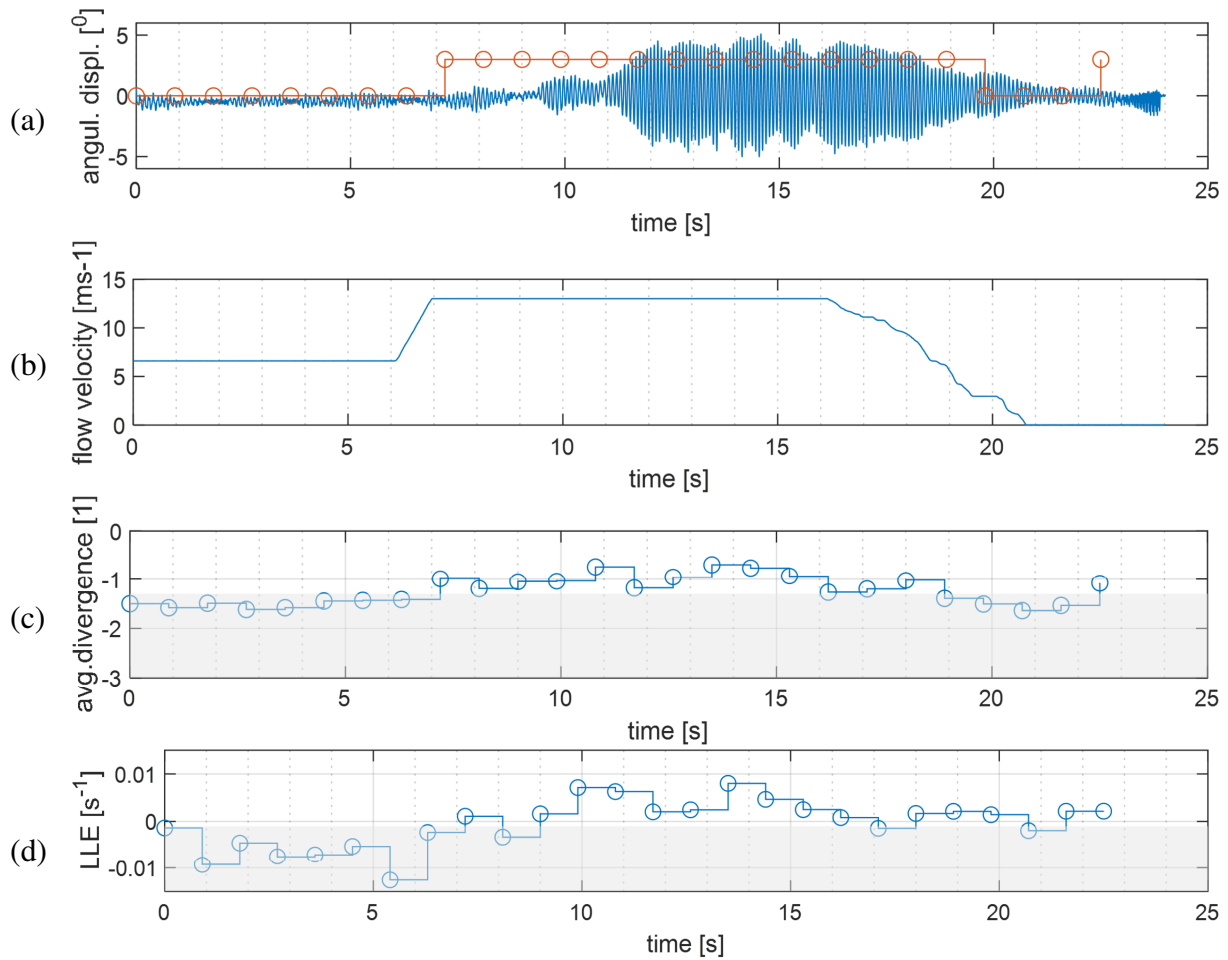 (a)
angul. displ. [⁰]
5
0
-5
0 5 10 15 20 25
time [s]
(b)
flow velocity [ms-1]
15
10
5
0
0 5 10 15 20 25
time [s]
(c)
avg.divergence [1]
0
-1
-2
-3
0 5 10 15 20 25
time [s]
(d)
LLE [s⁻¹]
0.01
0
-0.01
0 5 10 15 20 25
time [s]